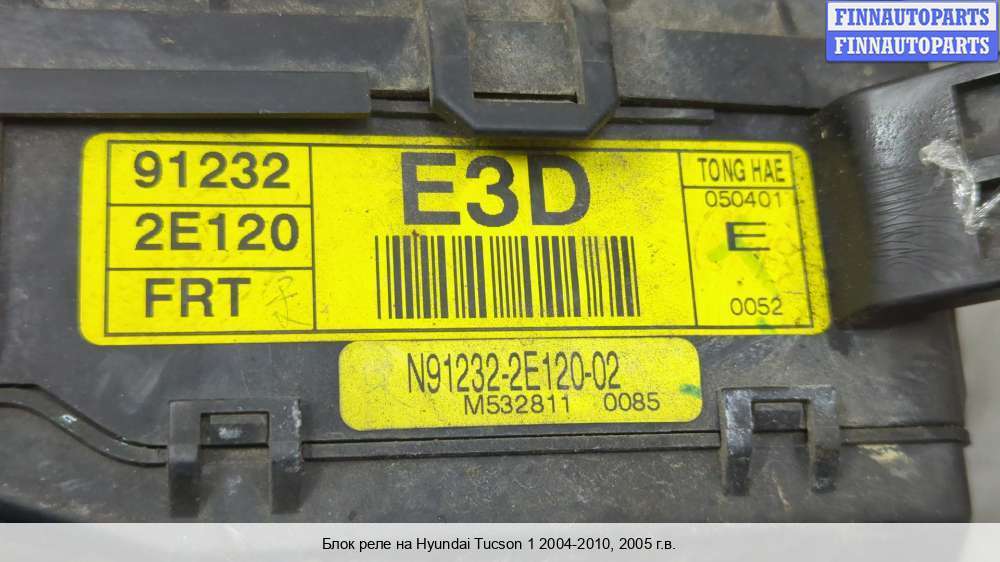 FINNAUTOPARTS
FINNAUTOPARTS
91232
2E120
FRT
E3D
TONG HAE
050401
E
0052
N91232-2E120-02
M532811 0085
Блок реле на Hyundai Tucson 1 2004-2010, 2005 г.в.